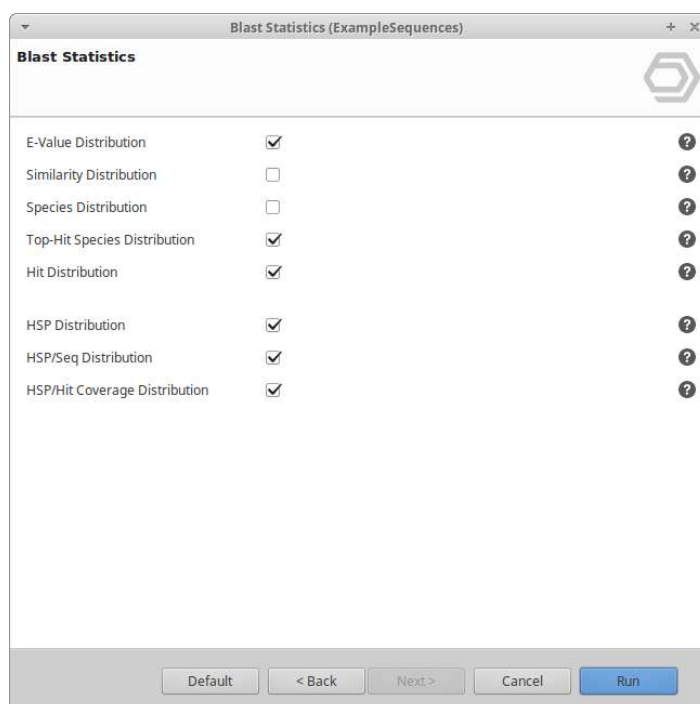 Blast Statistics (ExampleSequences)
Blast Statistics
E-Value Distribution
Similarity Distribution
Species Distribution
Top-Hit Species Distribution
Hit Distribution
HSP Distribution
HSP/Seq Distribution
HSP/Hit Coverage Distribution
Default < Back Next > Cancel Run